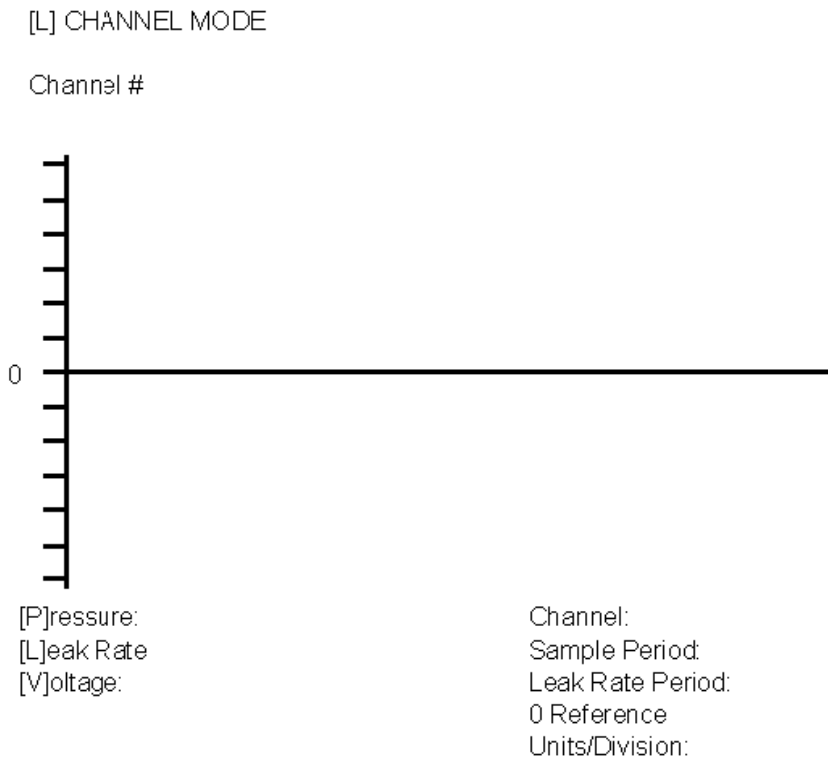 [L] CHANNEL MODE
Channel #
0
[P]ressure:
[L]eak Rate
[V]oltage:
Channel:
Sample Period:
Leak Rate Period:
0 Reference
Units/Division: